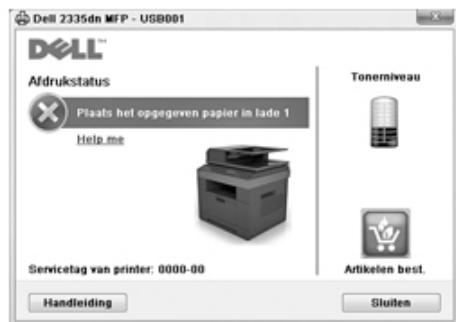 Dell 2335dn MFP - USB001
DELL™
Afdrukstatus
Plaats het opgegeven papier in lade 1
Help me
Tonerniveau
Servicetag van printer: 0000-00
Artikelen best.
Handleiding
Sluiten